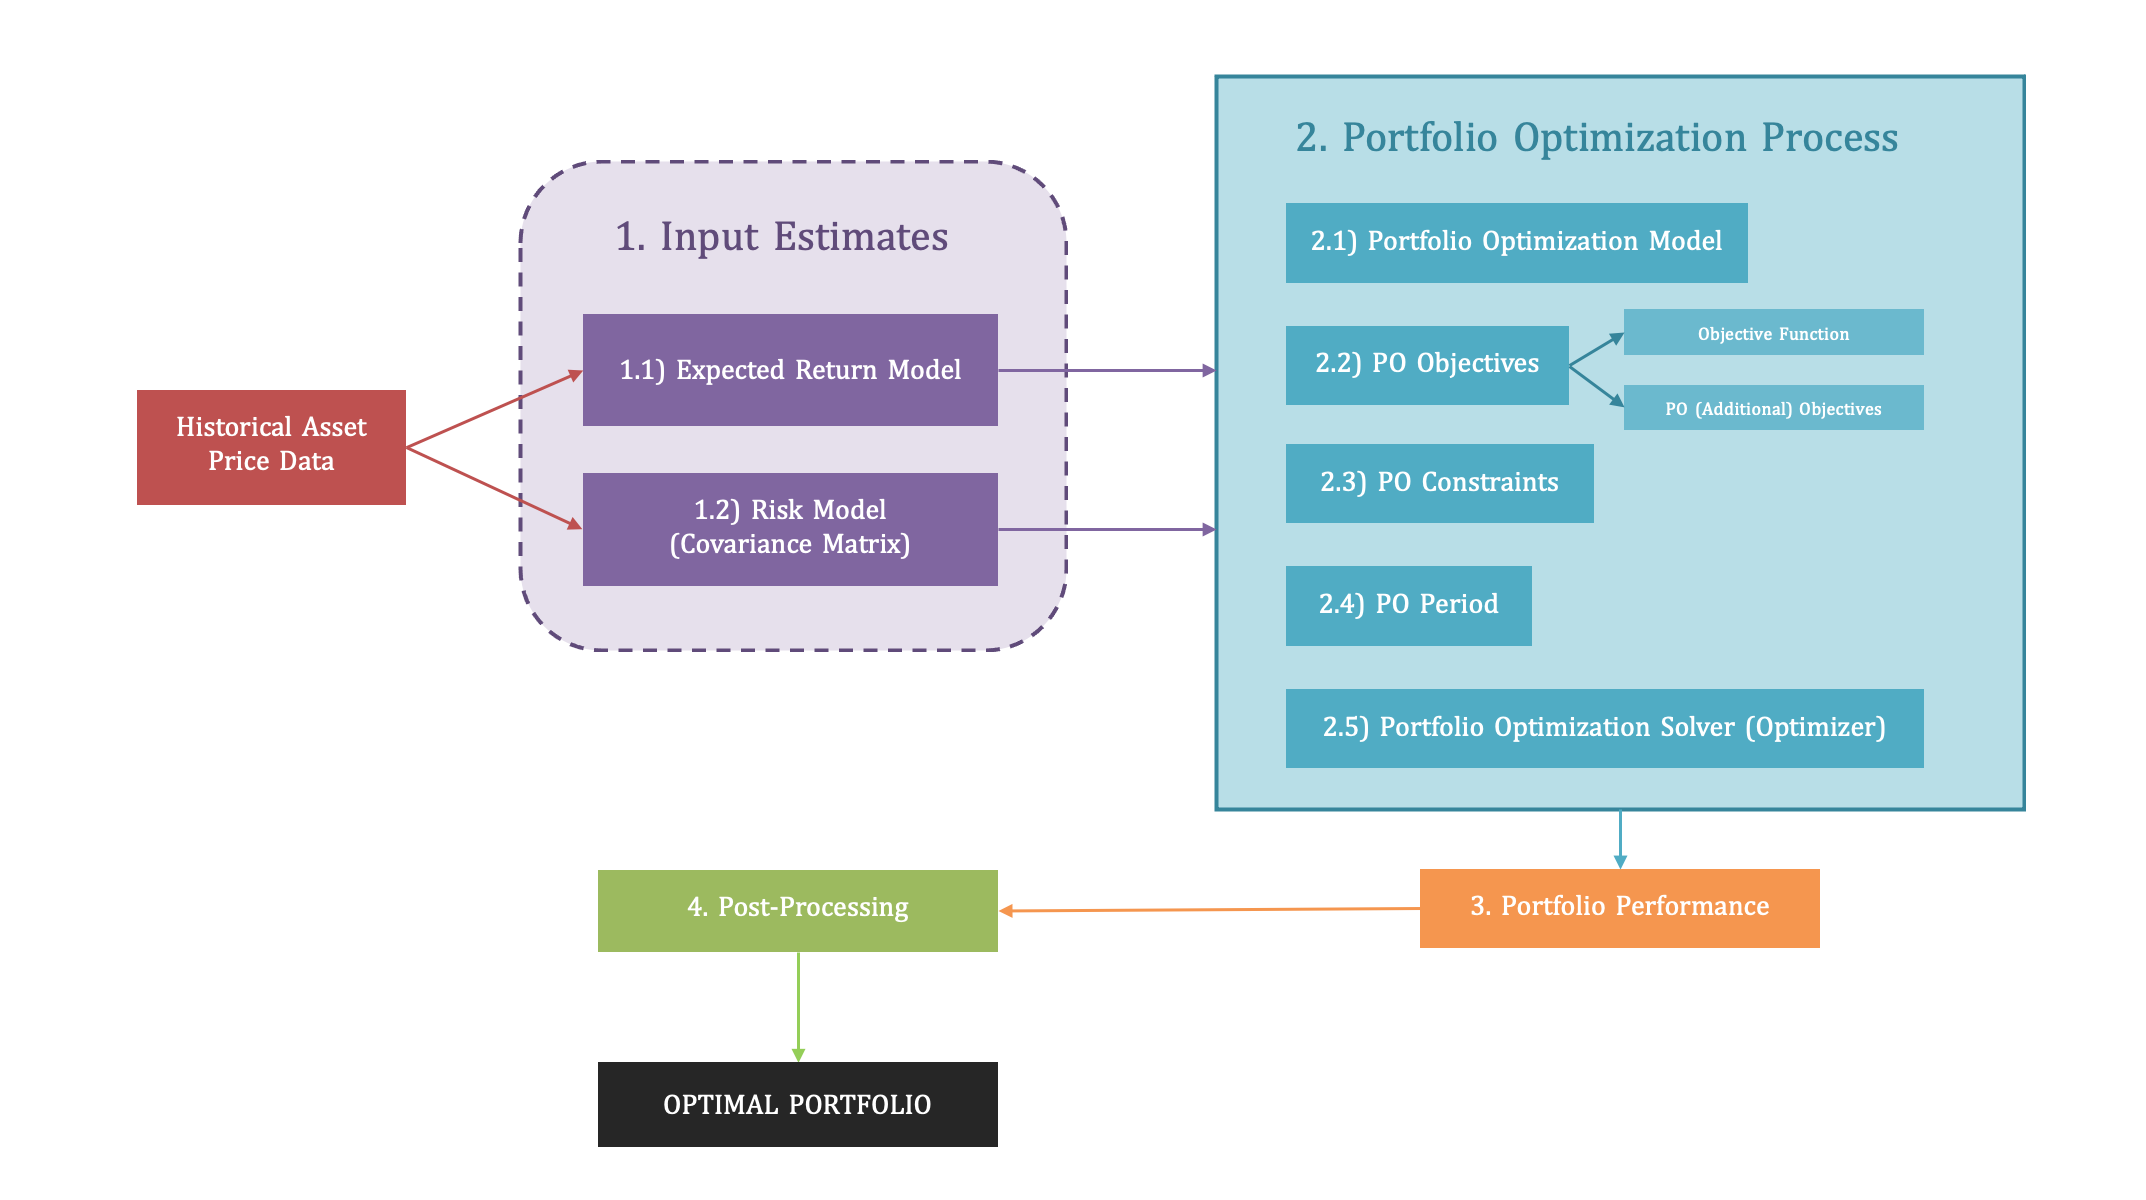 Historical Asset
Price Data
1. Input Estimates
1.1) Expected Return Model
1.2) Risk Model
(Covariance Matrix)
2. Portfolio Optimization Process
2.1) Portfolio Optimization Model
2.2) PO Objectives
Objective Function
PO (Additional) Objectives
2.3) PO Constraints
2.4) PO Period
2.5) Portfolio Optimization Solver (Optimizer)
3. Portfolio Performance
4. Post-Processing
OPTIMAL PORTFOLIO